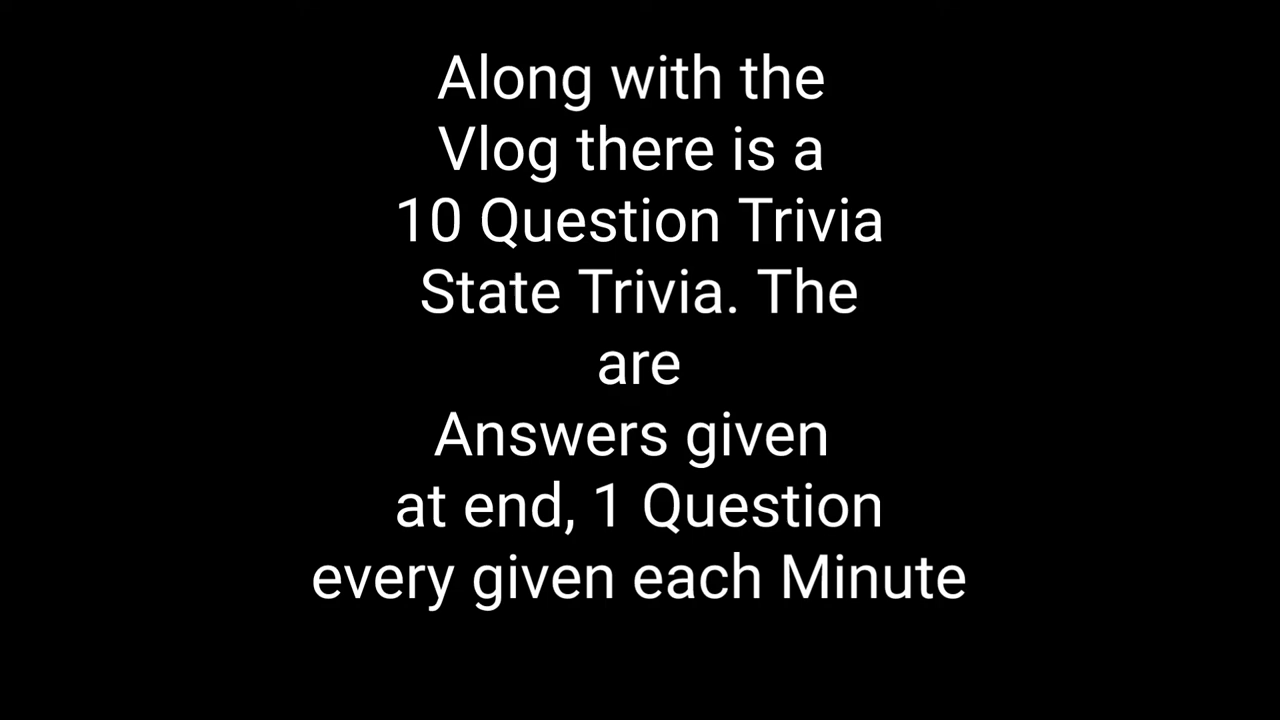 Along with the
Vlog there is a
10 Question Trivia
State Trivia. The
are
Answers given
at end, 1 Question
every given each Minute